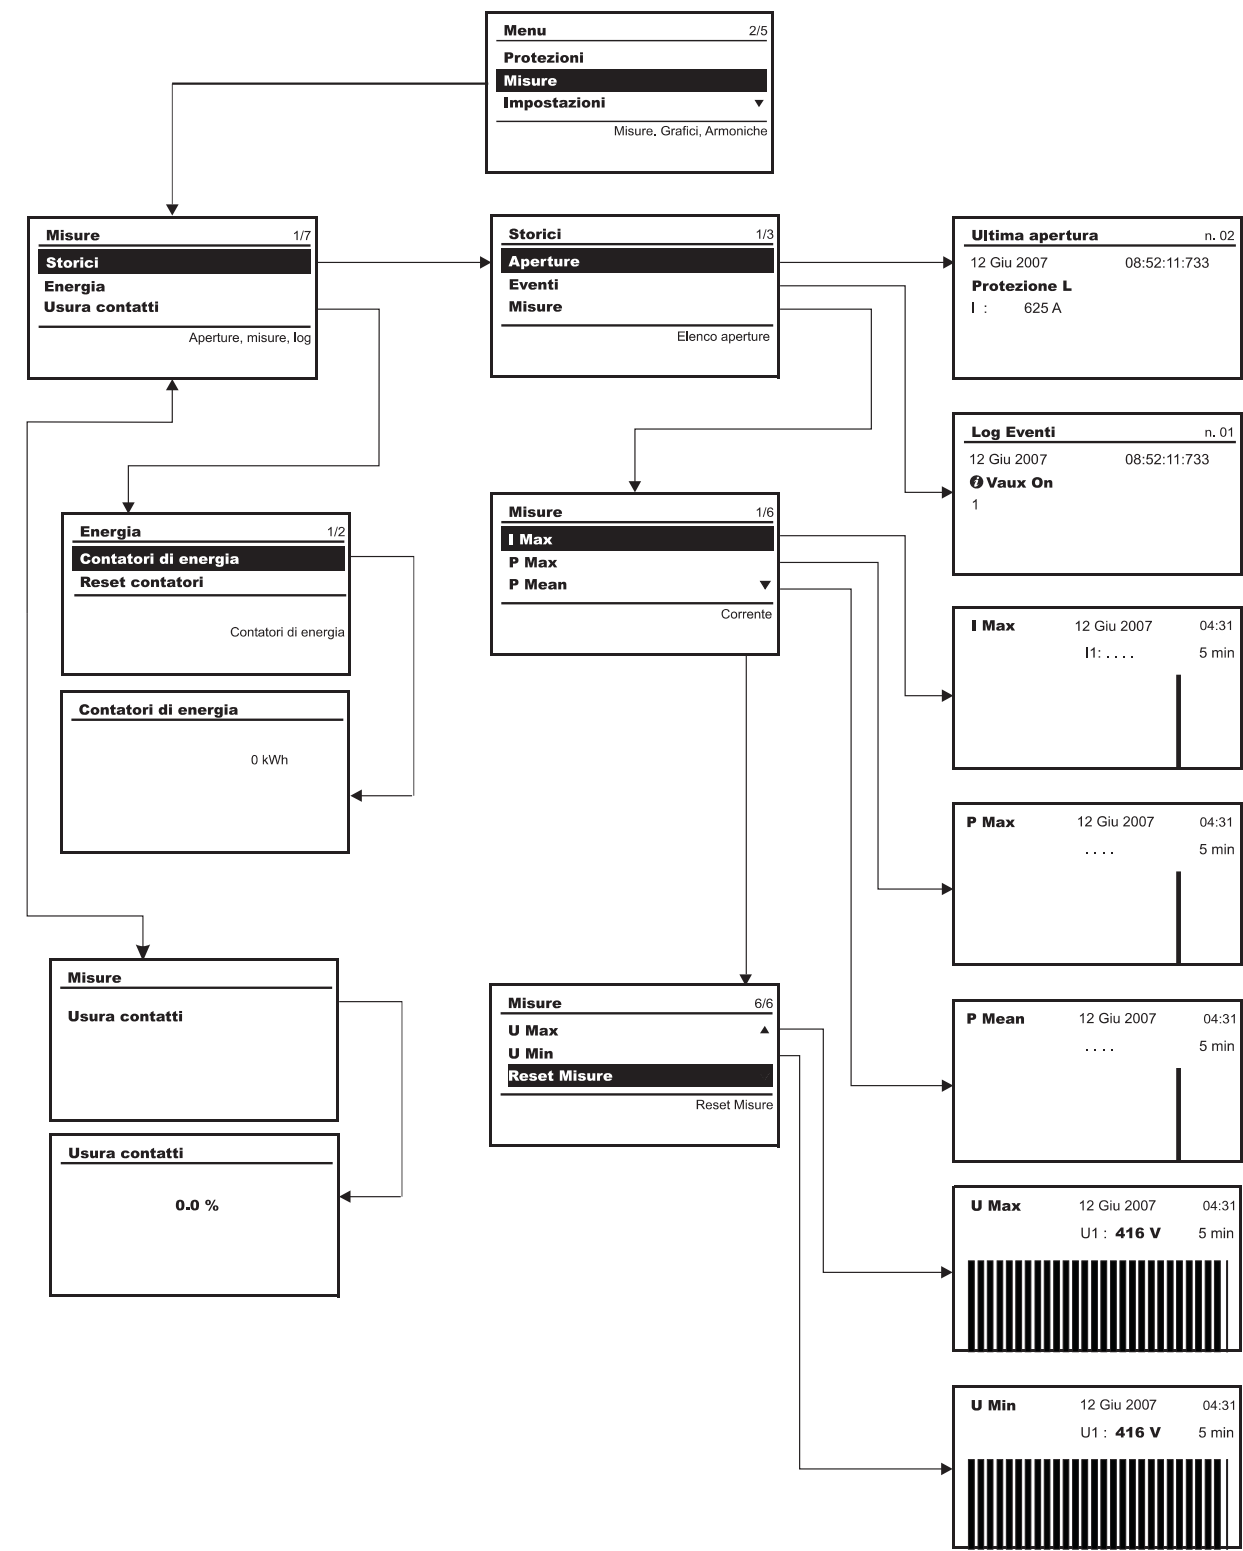 Menu 2/5
Protezioni
Misure
Impostazioni ▼
Misure. Grafici, Armoniche
Misure 1/7
Storici
Energia
Usura contatti
Aperture, misure, log
Storici 1/3
Aperture
Eventi
Misure
Elenco aperture
Ultima apertura n. 02
12 Giu 2007 08:52:11:733
Protezione L
I : 625 A
Log Eventi n. 01
12 Giu 2007 08:52:11:733
Vaux On
1
Energia 1/2
Contatori di energia
Reset contatori
Contatori di energia
Misure 1/6
I Max
P Max
P Mean ▼
Corrente
I Max 12 Giu 2007 04:31
I1: . . . . 5 min
Contatori di energia
0 kWh
P Max 12 Giu 2007 04:31
. . . . 5 min
Misure
Usura contatti
Misure 6/6
U Max ▲
U Min
Reset Misure
Reset Misure
P Mean 12 Giu 2007 04:31
. . . . 5 min
Usura contatti
0.0 %
U Max 12 Giu 2007 04:31
U1 : 416 V 5 min
U Min 12 Giu 2007 04:31
U1 : 416 V 5 min